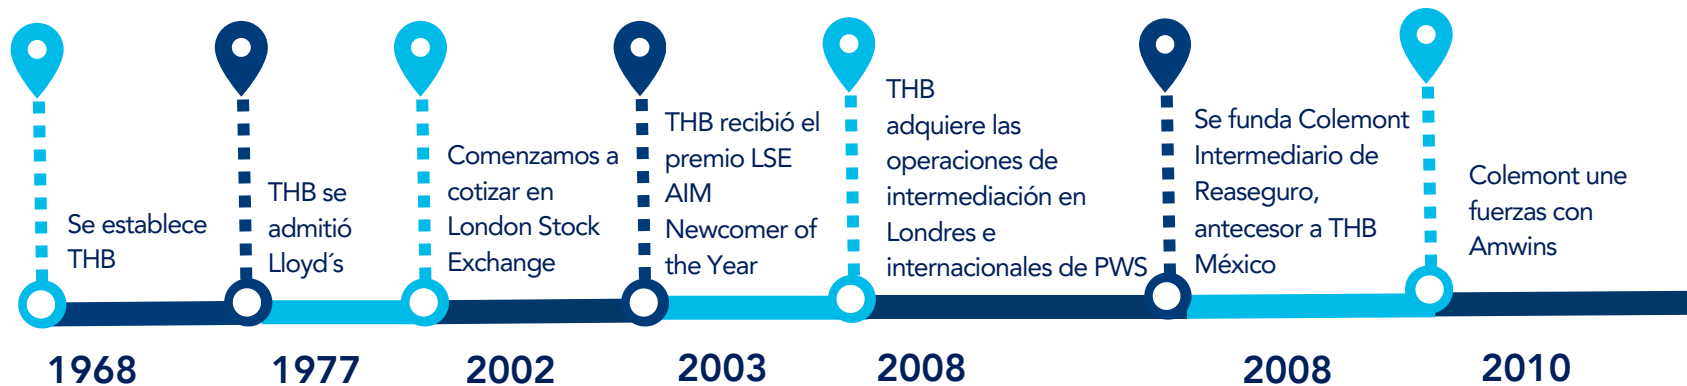 Se establece
THB
1968
THB se
admitió
Lloyd´s
1977
Comenzamos a
cotizar en
London Stock
Exchange
2002
THB recibió el
premio LSE
AIM
Newcomer of
the Year
2003
THB
adquiere las
operaciones de
intermediación en
Londres e
internacionales de PWS
2008
Se funda Colemont
Intermediario de
Reaseguro,
antecesor a THB
México
2008
Colemont une
fuerzas con
Amwins
2010